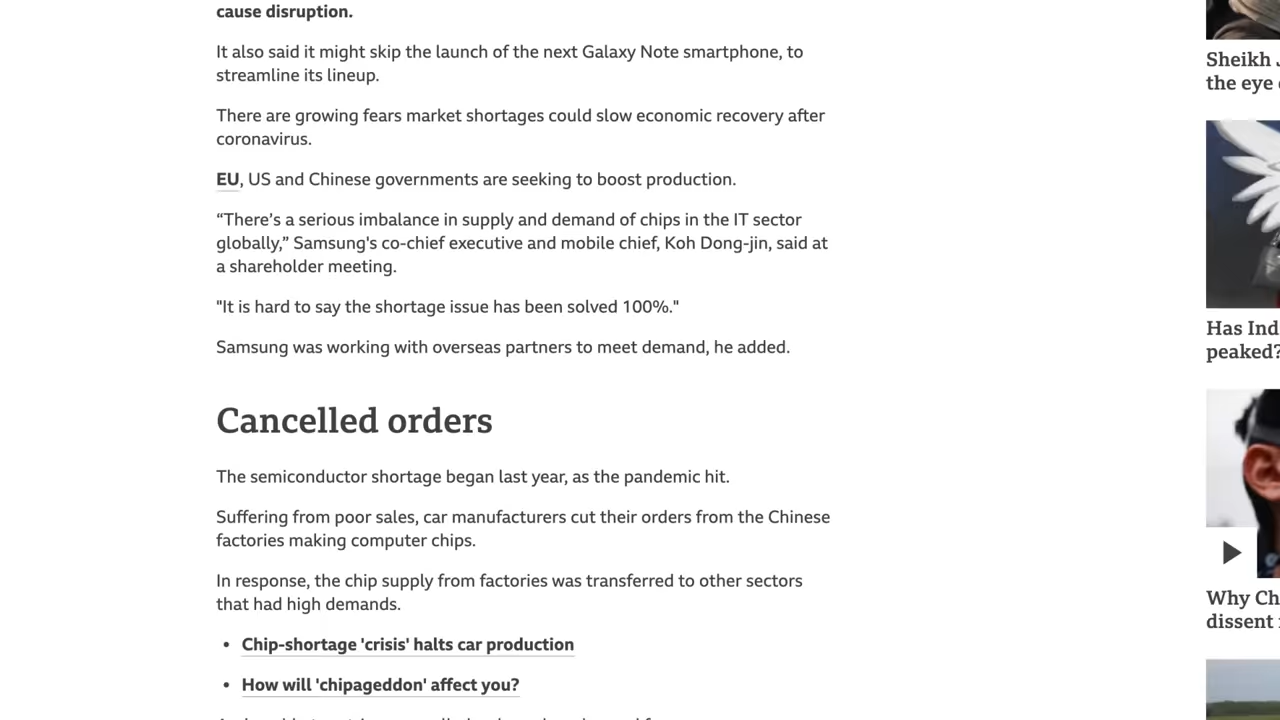 cause disruption.
It also said it might skip the launch of the next Galaxy Note smartphone, to
streamline its lineup.
There are growing fears market shortages could slow economic recovery after
coronavirus.
EU, US and Chinese governments are seeking to boost production.
“There’s a serious imbalance in supply and demand of chips in the IT sector
globally,” Samsung's co-chief executive and mobile chief, Koh Dong-jin, said at
a shareholder meeting.
"It is hard to say the shortage issue has been solved 100%."
Samsung was working with overseas partners to meet demand, he added.
Cancelled orders
The semiconductor shortage began last year, as the pandemic hit.
Suffering from poor sales, car manufacturers cut their orders from the Chinese
factories making computer chips.
In response, the chip supply from factories was transferred to other sectors
that had high demands.
• Chip-shortage 'crisis' halts car production
• How will 'chipageddon' affect you?
Sheikh
the eye
Has Ind
peaked?
Why Ch
dissent